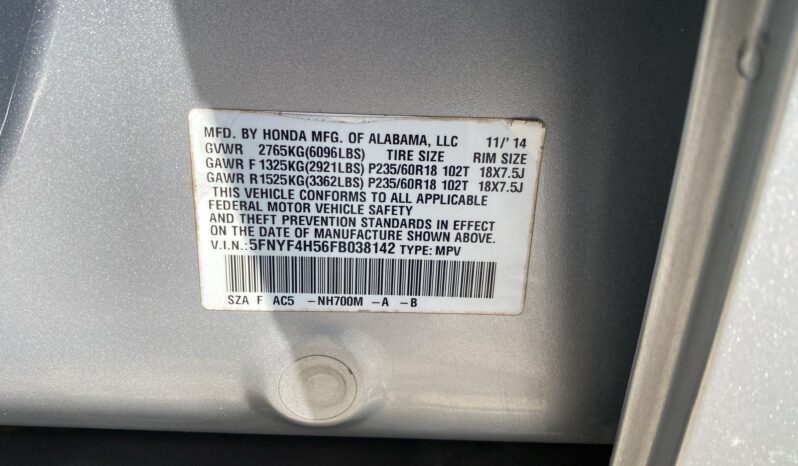 MFD. BY HONDA MFG. OF ALABAMA, LLC 11/' 14
GVWR 2765KG(6096LBS) TIRE SIZE RIM SIZE
GAWR F 1325KG(2921LBS) P235/60R18 102T 18X7.5J
GAWR R1525KG(3362LBS) P235/60R18 102T 18X7.5J
THIS VEHICLE CONFORMS TO ALL APPLICABLE
FEDERAL MOTOR VEHICLE SAFETY
AND THEFT PREVENTION STANDARDS IN EFFECT
ON THE DATE OF MANUFACTURE SHOWN ABOVE.
V.I.N.:5FNYF4H56FB038142 TYPE: MPV
SZA F AC5 -NH700M -A -B